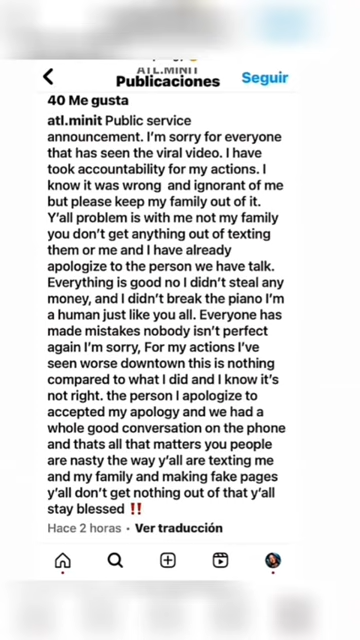 ATL.MINIT
Publicaciones
Seguir
40 Me gusta
atl.minit Public service
announcement. I'm sorry for everyone
that has seen the viral video. I have
took accountability for my actions. I
know it was wrong and ignorant of me
but please keep my family out of it.
Y'all problem is with me not my family
you don't get anything out of texting
them or me and I have already
apologize to the person we have talk.
Everything is good no I didn't steal any
money, and I didn't break the piano I'm
a human just like you all. Everyone has
made mistakes nobody isn't perfect
again I'm sorry, For my actions I've
seen worse downtown this is nothing
compared to what I did and I know it's
not right. the person I apologize to
accepted my apology and we had a
whole good conversation on the phone
and thats all that matters you people
are nasty the way y'all are texting me
and my family and making fake pages
y'all don't get nothing out of that y'all
stay blessed ‼️
Hace 2 horas • Ver traducción